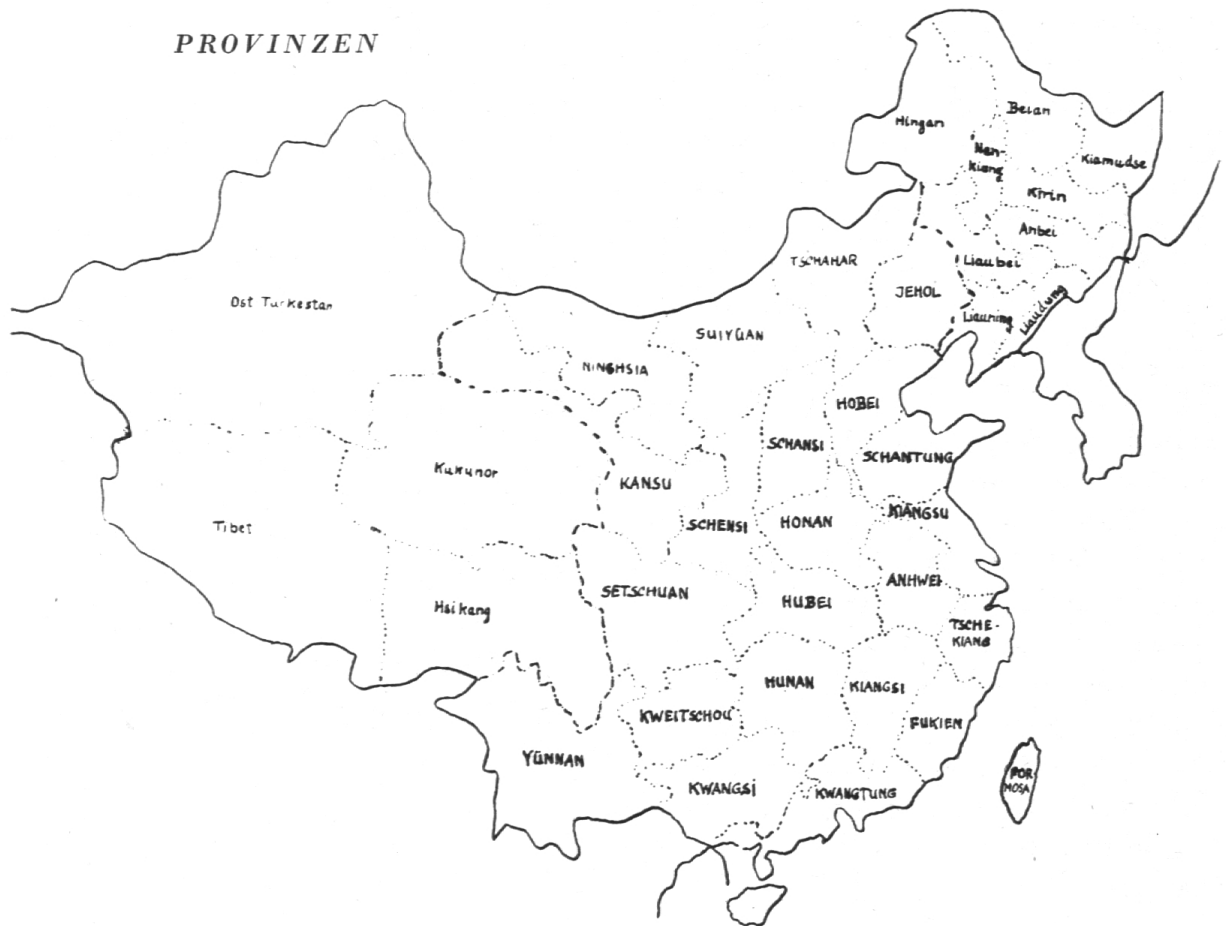 PROVINZEN
Hingan
Beian
Nen-
kiang
Kiamudse
Kirin
Anbei
Liaubei
Liauning
Liaudung
TSCHAHAR
JEHOL
Ost Turkestan
SUIYÜAN
NINGHSIA
HOBEI
SCHANSI
SCHANTUNG
Kukunor
KANSU
Tibet
SCHENSI
HONAN
KIANGSU
Hsikang
SETSCHUAN
HUBEI
ANHWEI
TSCHE-
KIANG
HUNAN
KIANGSI
KWEITSCHOU
FUKIEN
YÜNNAN
KWANGSI
KWANGTUNG
FOR
MOSA